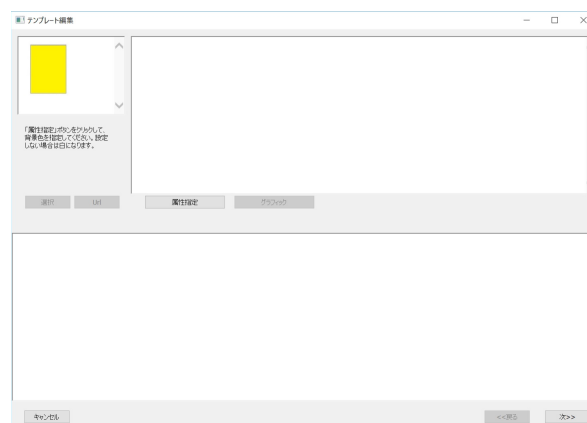 テンプレート編集
「属性指定」ボタンをクリックして、
背景色を指定してください。設定
しない場合は白になります。
選択
Url
属性指定
グラフィック
キャンセル
<<戻る
次>>